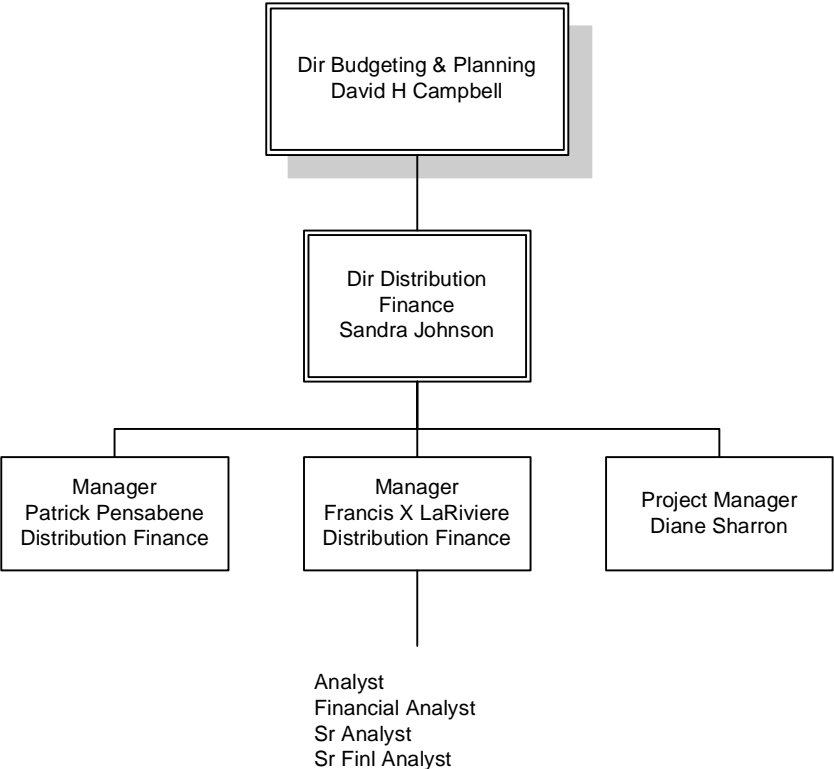 Dir Budgeting & Planning
David H Campbell
Dir Distribution
Finance
Sandra Johnson
Manager
Patrick Pensabene
Distribution Finance
Manager
Francis X LaRiviere
Distribution Finance
Project Manager
Diane Sharron
Analyst
Financial Analyst
Sr Analyst
Sr Finl Analyst